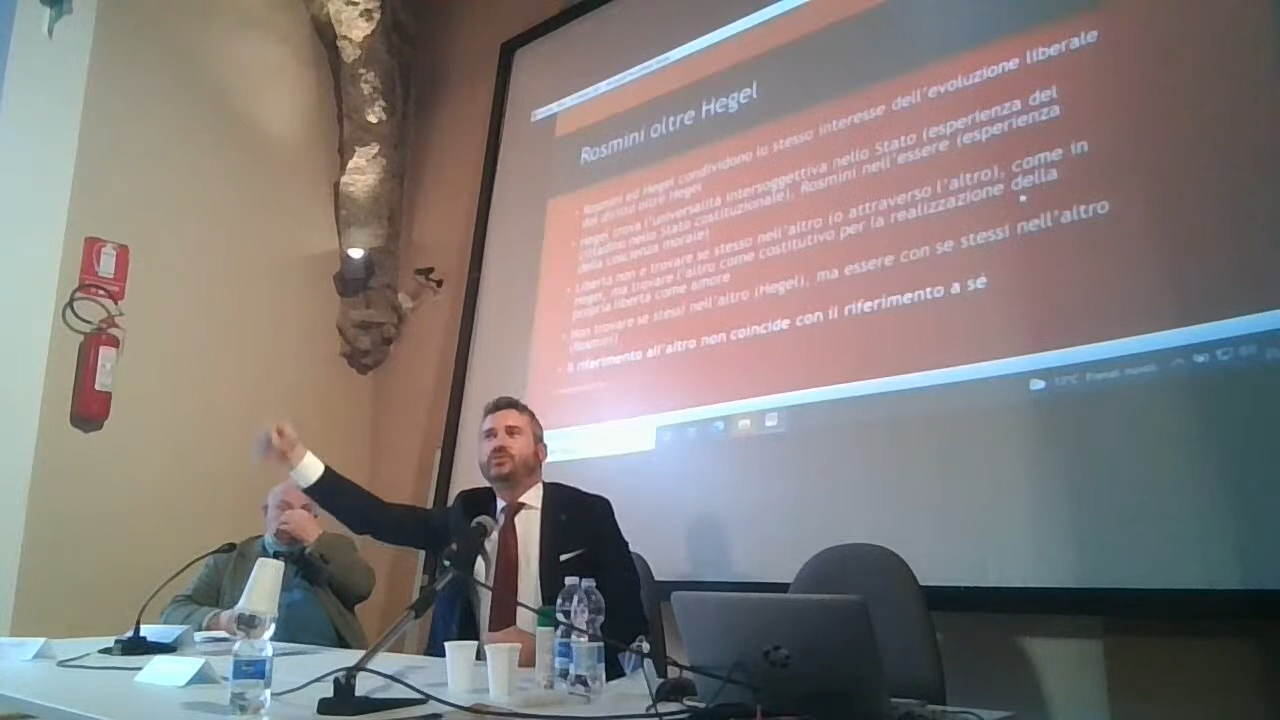 Rosmini oltre Hegel
Rosmini ed Hegel condividono lo stesso interesse dell'evoluzione liberale
del diritto oltre Hegel
Hegel trova l'universalità intersoggettiva nello Stato (esperienza del
cittadino nello Stato costituzionale), Rosmini nell'essere (esperienza
della coscienza morale)
Libertà non è trovare se stesso nell'altro (o attraverso l'altro), come in
Hegel, ma trovare l'altro come costitutivo per la realizzazione della
propria libertà come amore
Non trovare se stessi nell'altro (Hegel), ma essere con se stessi nell'altro
(Rosmini)
Il riferimento all'altro non coincide con il riferimento a sé